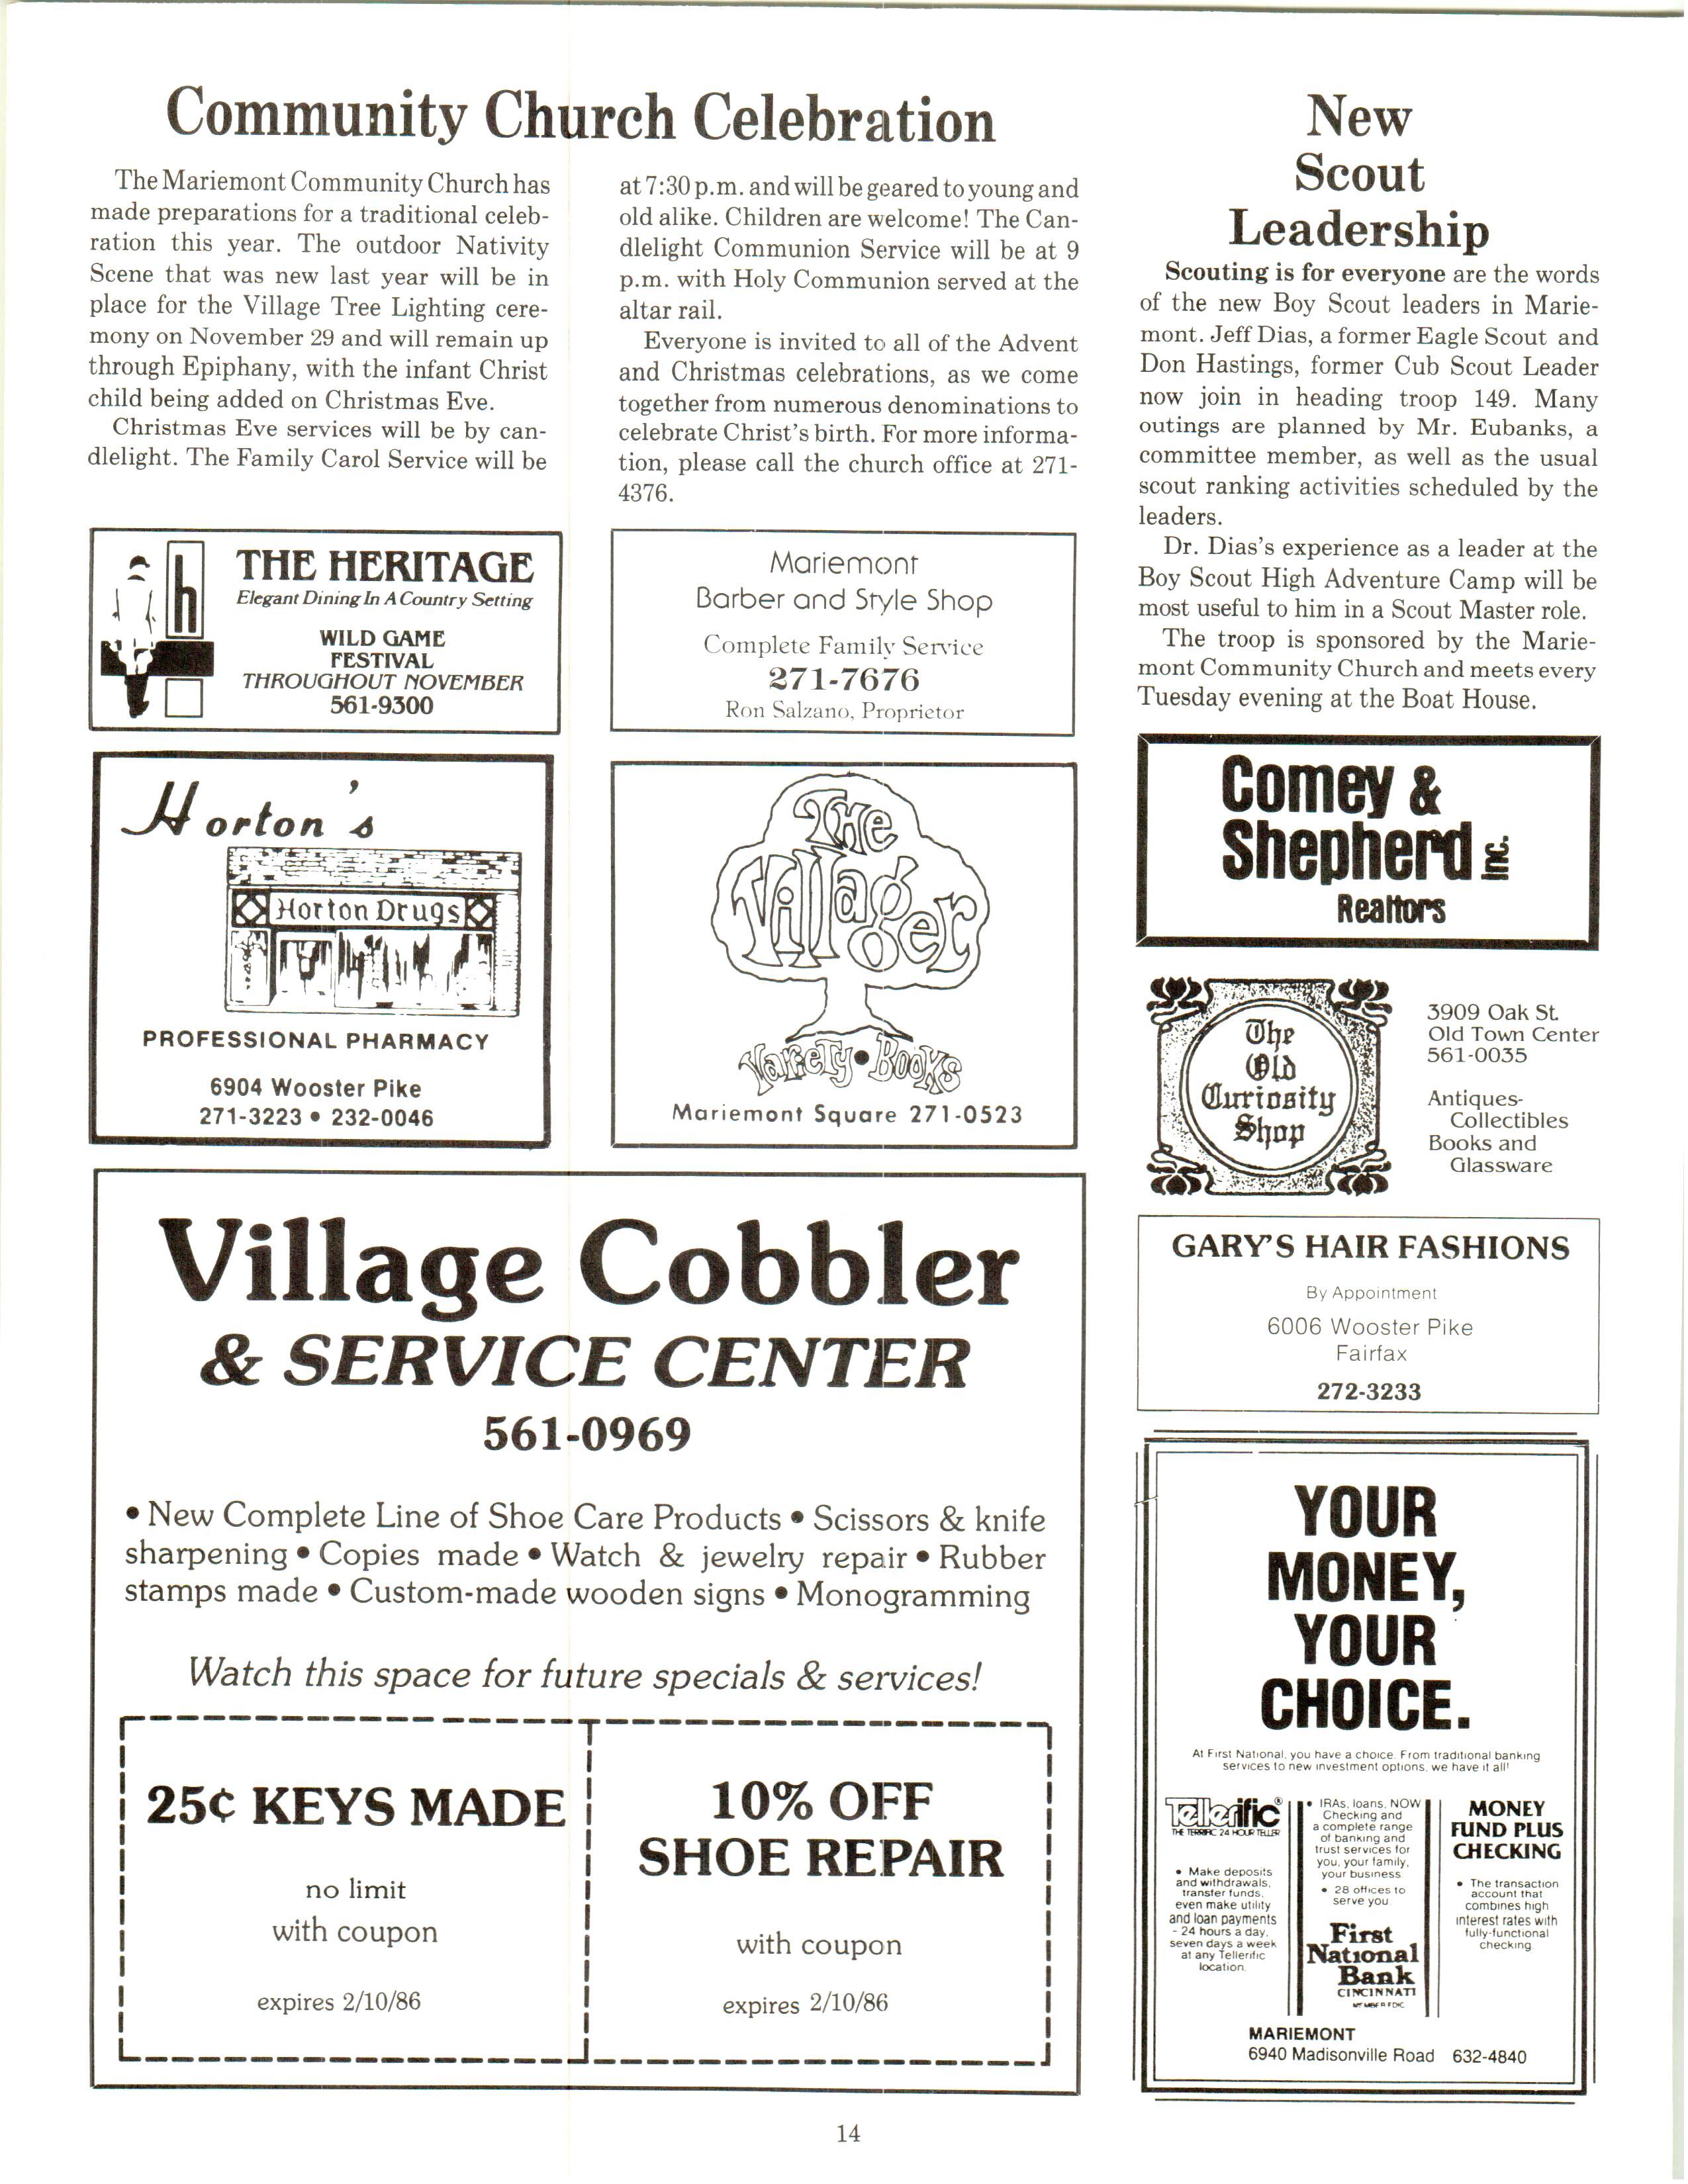 Community Church Celebration
The Mariemont Community Church has
made preparations for a traditional celeb-
ration this year. The outdoor Nativity
Scene that was new last year will be in
place for the Village Tree Lighting cere-
mony on November 29 and will remain up
through Epiphany, with the infant Christ
child being added on Christmas Eve.
Christmas Eve services will be by can-
dlelight. The Family Carol Service will be
at 7:30 p.m. and will be geared to young and
old alike. Children are welcome! The Can-
dlelight Communion Service will be at 9
p.m. with Holy Communion served at the
altar rail.
Everyone is invited to all of the Advent
and Christmas celebrations, as we come
together from numerous denominations to
celebrate Christ's birth. For more informa-
tion, please call the church office at 271-
4376.
New
Scout
Leadership
Scouting is for everyone are the words
of the new Boy Scout leaders in Marie-
mont. Jeff Dias, a former Eagle Scout and
Don Hastings, former Cub Scout Leader
now join in heading troop 149. Many
outings are planned by Mr. Eubanks, a
committee member, as well as the usual
scout ranking activities scheduled by the
leaders.
Dr. Dias's experience as a leader at the
Boy Scout High Adventure Camp will be
most useful to him in a Scout Master role.
The troop is sponsored by the Marie-
mont Community Church and meets every
Tuesday evening at the Boat House.
h
THE HERITAGE
Elegant Dining In A Country Setting
WILD GAME
FESTIVAL
THROUGHOUT NOVEMBER
561-9300
Mariemont
Barber and Style Shop
Complete Family Service
271-7676
Ron Salzano, Proprietor
Horton's
Horton Drugs
PROFESSIONAL PHARMACY
6904 Wooster Pike
271-3223 • 232-0046
The
Villager
Variety • Books
Mariemont Square 271-0523
Comey &
Shepherd Inc.
Realtors
The
Old
Curiosity
Shop
3909 Oak St.
Old Town Center
561-0035
Antiques-
Collectibles
Books and
Glassware
GARY'S HAIR FASHIONS
By Appointment
6006 Wooster Pike
Fairfax
272-3233
Village Cobbler
& SERVICE CENTER
561-0969
• New Complete Line of Shoe Care Products • Scissors & knife
sharpening • Copies made • Watch & jewelry repair • Rubber
stamps made • Custom-made wooden signs • Monogramming
Watch this space for future specials & services!
25¢ KEYS MADE
no limit
with coupon
expires 2/10/86
10% OFF
SHOE REPAIR
with coupon
expires 2/10/86
YOUR
MONEY,
YOUR
CHOICE.
At First National, you have a choice. From traditional banking
services to new investment options, we have it all!
Tellerific®
THE TERRIFIC 24 HOUR TELLER
• Make deposits
and withdrawals,
transfer funds,
even make utility
and loan payments
- 24 hours a day,
seven days a week
at any Tellerific
location.
• IRAs, loans, NOW
Checking and
a complete range
of banking and
trust services for
you, your family,
your business
• 28 offices to
serve you.
First
National
Bank
CINCINNATI
MEMBER FDIC
MONEY
FUND PLUS
CHECKING
• The transaction
account that
combines high
interest rates with
fully-functional
checking.
MARIEMONT
6940 Madisonville Road 632-4840
14